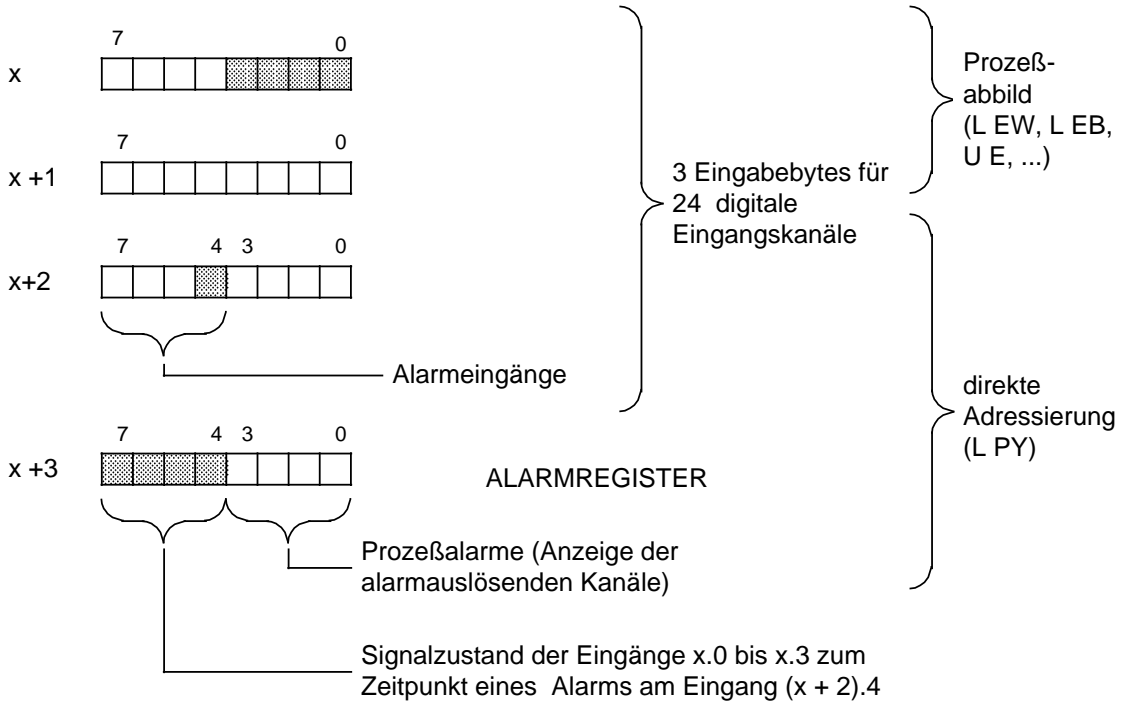 7 0
x
7 0
x +1
7 4 3 0
x+2
Alarmeingänge
3 Eingabebytes für
24 digitale
Eingangskanäle
Prozeß-
abbild
(L EW, L EB,
U E, ...)
direkte
Adressierung
(L PY)
7 4 3 0
x +3
ALARMREGISTER
Prozeßalarme (Anzeige der
alarmauslösenden Kanäle)
Signalzustand der Eingänge x.0 bis x.3 zum
Zeitpunkt eines Alarms am Eingang (x + 2).4